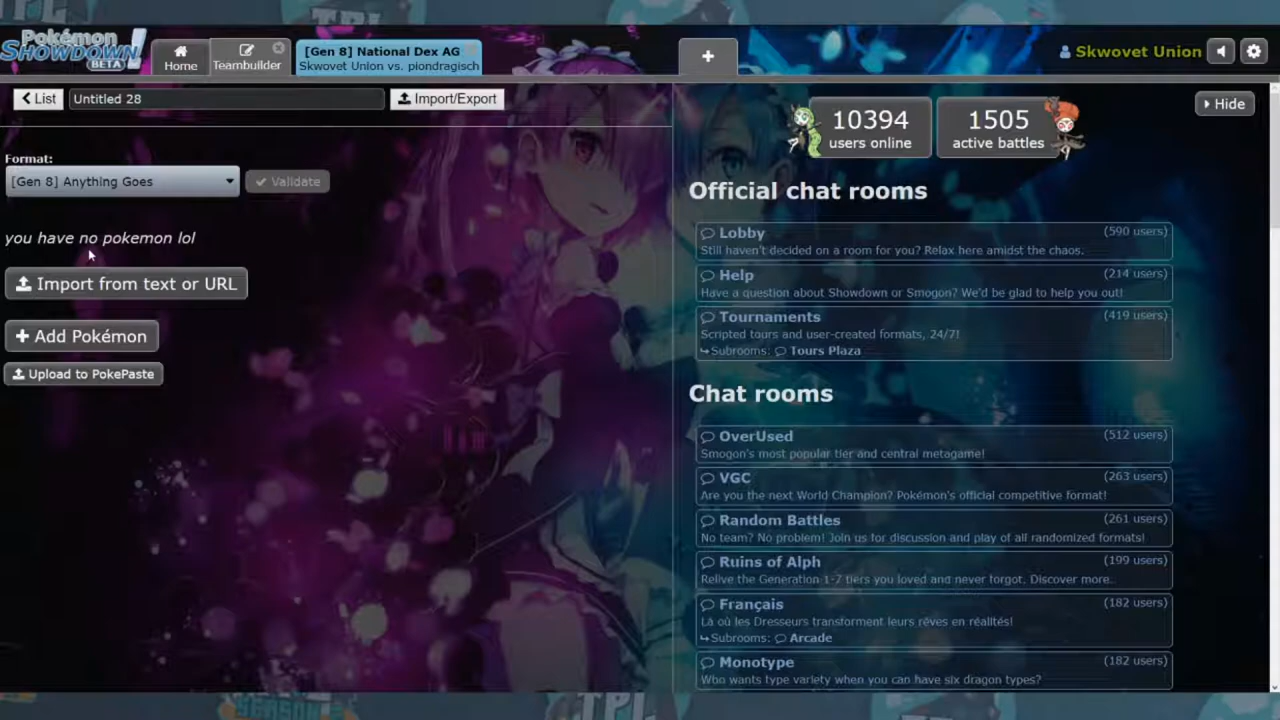 TPL
TPL
Pokémon
SHOWDOWN!
BETA
Home
Teambuilder
[Gen 8] National Dex AG
Skwovet Union vs. piondragisch
+
Skwovet Union
List
Untitled 28
Import/Export
10394
users online
1505
active battles
Hide
Format:
[Gen 8] Anything Goes
Validate
you have no pokemon lol
Import from text or URL
Add Pokémon
Upload to PokePaste
Official chat rooms
Lobby (590 users)
Still haven't decided on a room for you? Relax here amidst the chaos.
Help (214 users)
Have a question about Showdown or Smogon? We'd be glad to help you out!
Tournaments (419 users)
Scripted tours and user-created formats, 24/7!
↳Subrooms: Tours Plaza
Chat rooms
OverUsed (512 users)
Smogon's most popular tier and central metagame!
VGC (263 users)
Are you the next World Champion? Pokémon's official competitive format!
Random Battles (261 users)
No team? No problem! Join us for discussion and play of all randomized formats!
Ruins of Alph (199 users)
Relive the Generation 1-7 tiers you loved and never forgot. Discover more..
Français (182 users)
Là où les Dresseurs transforment leurs rêves en réalités!
↳Subrooms: Arcade
Monotype (182 users)
Who wants type variety when you can have six dragon types?
SEASON
TPL